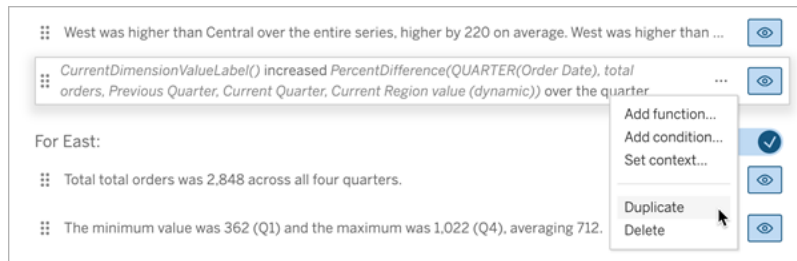 West was higher than Central over the entire series, higher by 220 on average. West was higher than ...
CurrentDimensionValueLabel() increased PercentDifference(QUARTER(Order Date), total
orders, Previous Quarter, Current Quarter, Current Region value (dynamic)) over the quarter
...
Add function...
Add condition...
Set context...
Duplicate
Delete
For East:
Total total orders was 2,848 across all four quarters.
The minimum value was 362 (Q1) and the maximum was 1,022 (Q4), averaging 712.